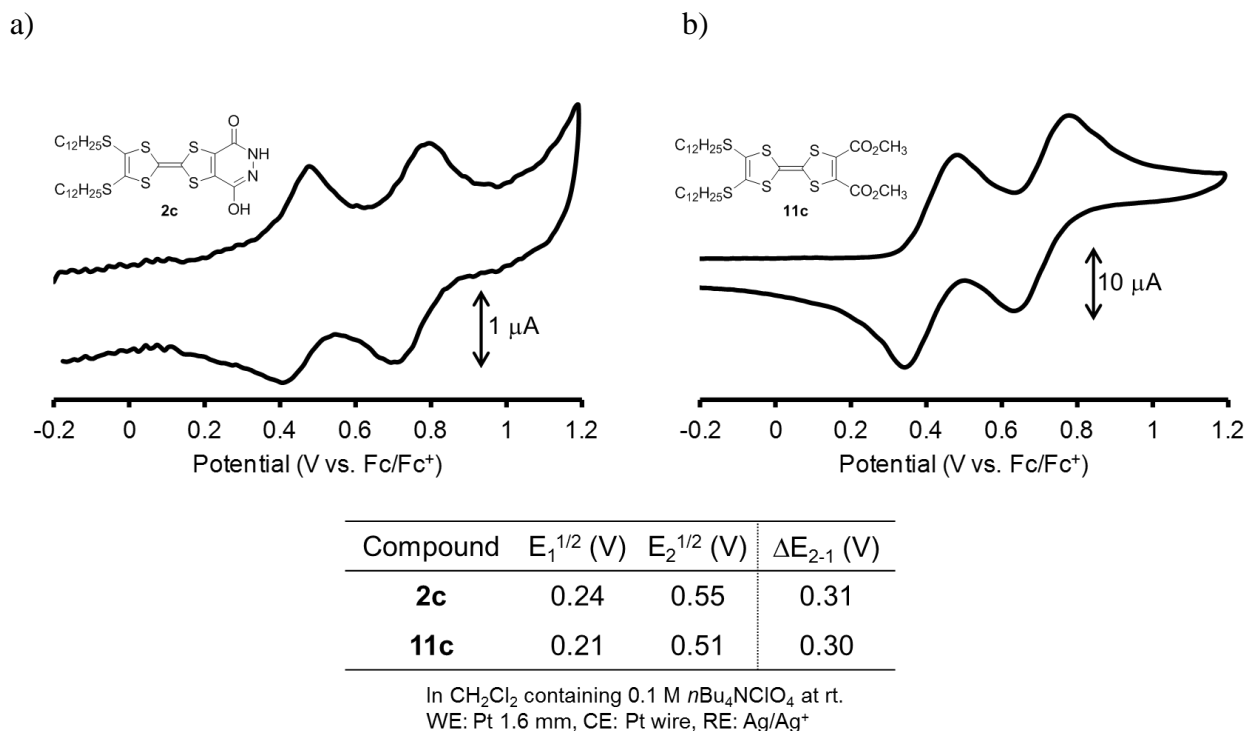 a)
b)
C₁₂H₂₅
S
S
S
O
NH
N
C₁₂H₂₅
S
S
S
OH
2c
C₁₂H₂₅
S
S
S
CO₂CH₃
C₁₂H₂₅
S
S
S
CO₂CH₃
11c
1 μA
10 μA
-0.2 0 0.2 0.4 0.6 0.8 1 1.2
Potential (V vs. Fc/Fc⁺)
-0.2 0 0.2 0.4 0.6 0.8 1 1.2
Potential (V vs. Fc/Fc⁺)
Compound E₁¹/² (V) E₂¹/² (V) ΔE₂₋₁ (V)
2c 0.24 0.55 0.31
11c 0.21 0.51 0.30
In CH₂Cl₂ containing 0.1 M nBu₄NClO₄ at rt.
WE: Pt 1.6 mm, CE: Pt wire, RE: Ag/Ag⁺